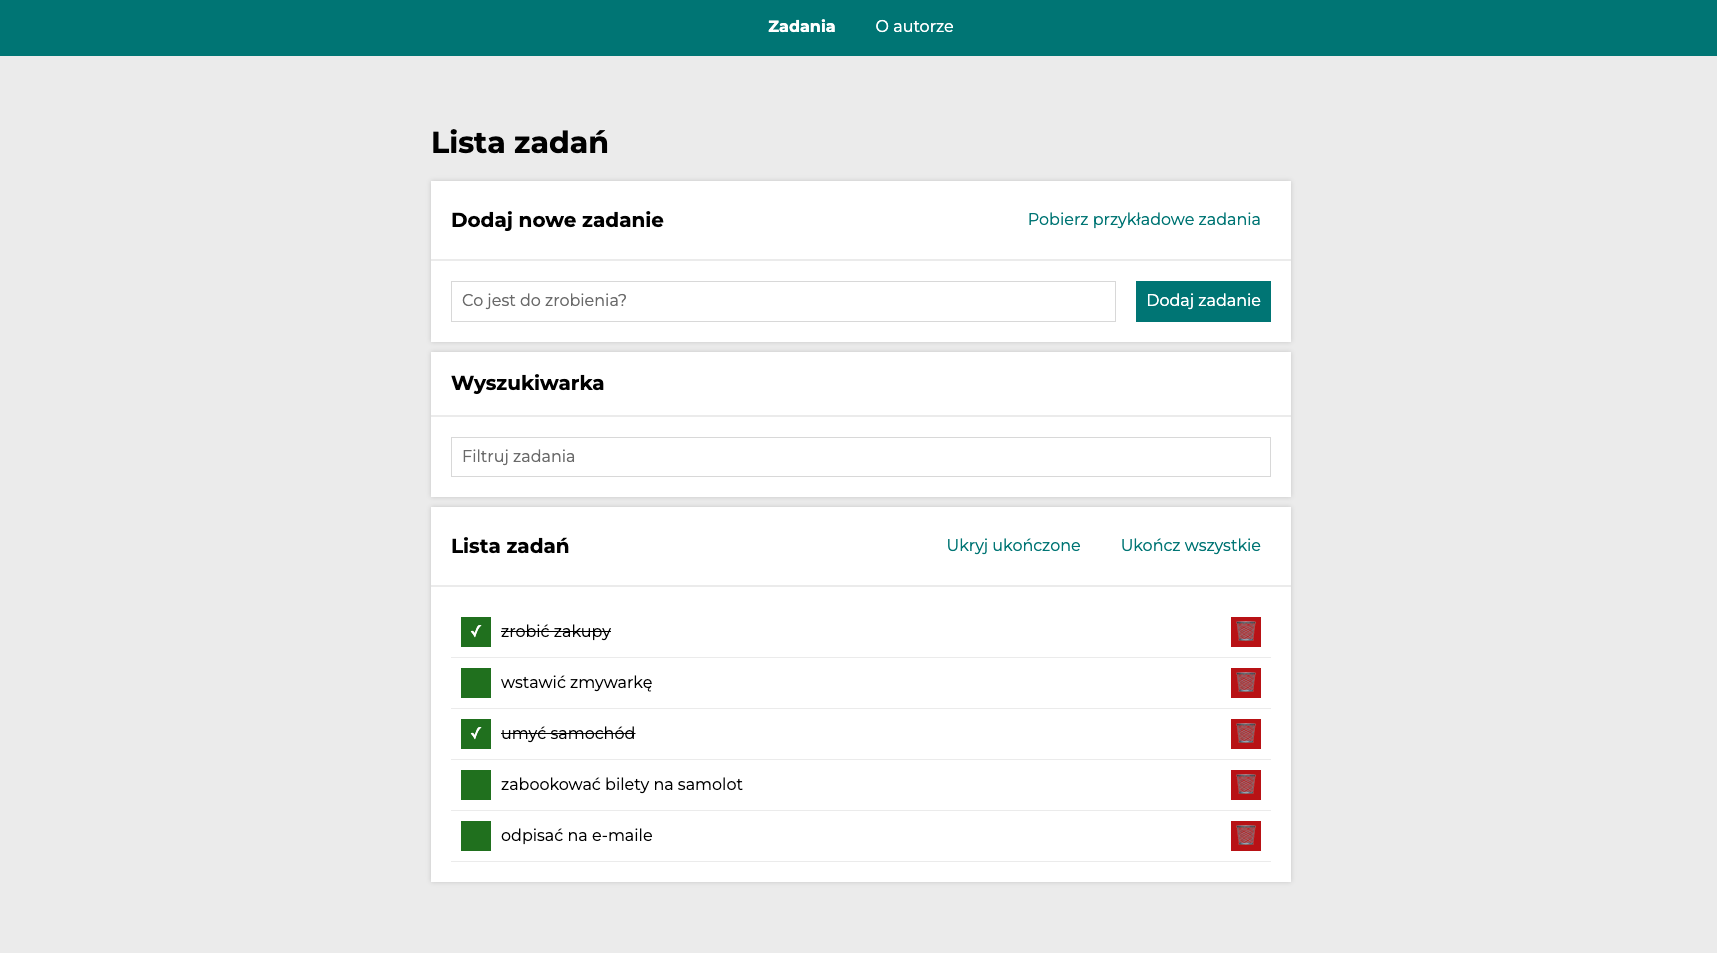 Zadania O autorze
Lista zadań
Dodaj nowe zadanie Pobierz przykładowe zadania
Co jest do zrobienia? Dodaj zadanie
Wyszukiwarka
Filtruj zadania
Lista zadań Ukryj ukończone Ukończ wszystkie
✓ zrobić zakupy
wstawić zmywarkę
✓ umyć samochód
zabookować bilety na samolot
odpisać na e-maile